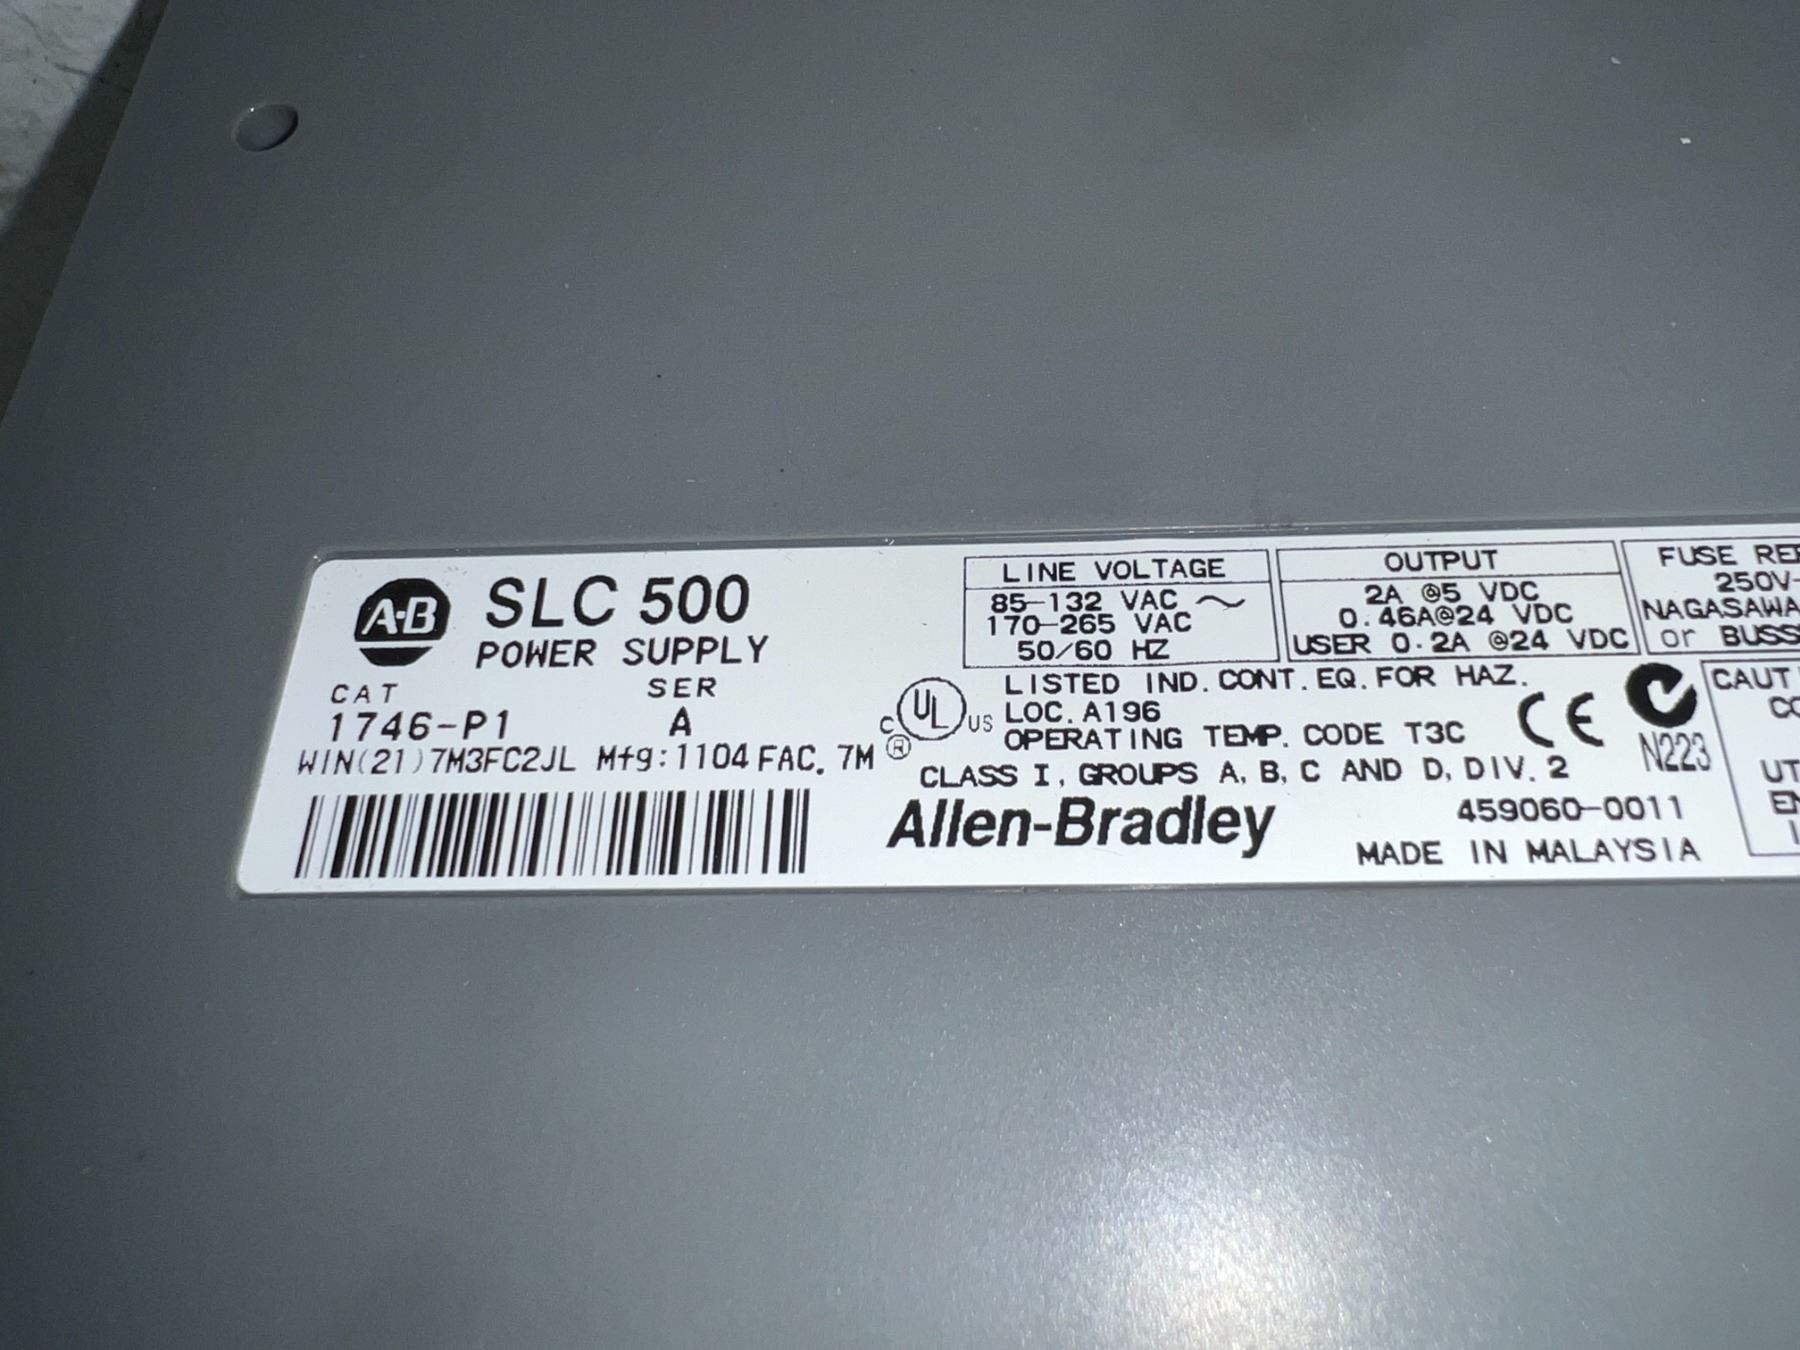 A-B
SLC 500
POWER SUPPLY
CAT SER
1746-P1 A
WIN(21)7M3FC2JL Mfg:1104 FAC. 7M
LINE VOLTAGE
85-132 VAC ~
170-265 VAC
50/60 HZ
OUTPUT
2A @5 VDC
0.46A@24 VDC
USER 0.2A @24 VDC
FUSE
250V-
NAGASAWA
or
C UL US ®
LISTED IND. CONT. EQ. FOR HAZ.
LOC. A196
OPERATING TEMP. CODE T3C
CLASS I, GROUPS A, B, C AND D, DIV. 2
CE
N223
Allen-Bradley
459060-0011
MADE IN MALAYSIA